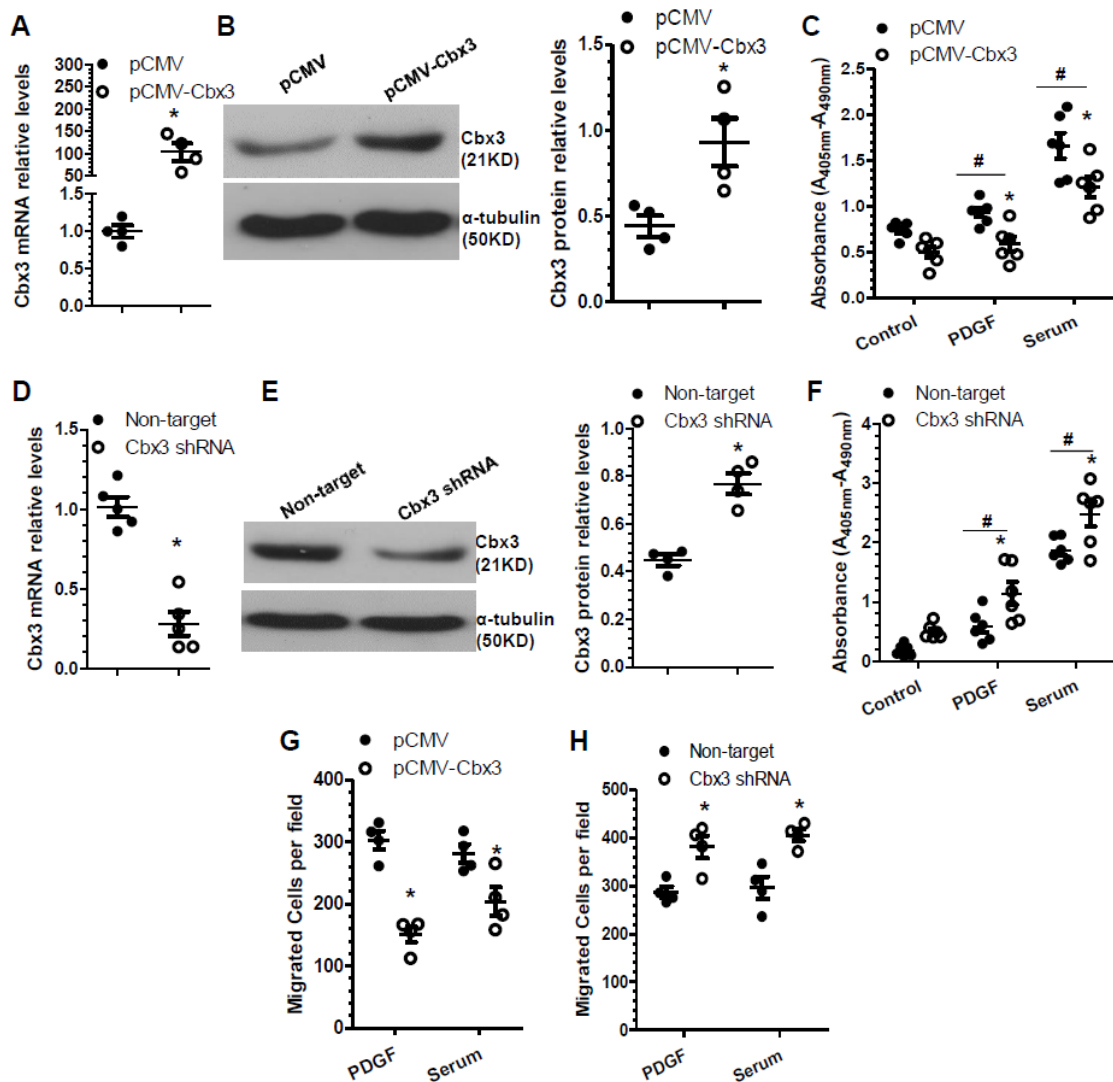 A
Cbx3 mRNA relative levels
pCMV
pCMV-Cbx3
300
250
200
150
100
50
1.5
1.0
0.5
0.0
*
B
pCMV
pCMV-Cbx3
Cbx3
(21KD)
α-tubulin
(50KD)
Cbx3 protein relative levels
pCMV
pCMV-Cbx3
1.5
1.0
0.5
0.0
*
C
pCMV
pCMV-Cbx3
Absorbance (A405nm-A490nm)
2.5
2.0
1.5
1.0
0.5
0.0
#
*
#
*
Control
PDGF
Serum
D
Non-target
Cbx3 shRNA
Cbx3 mRNA relative levels
1.5
1.0
0.5
0.0
*
E
Non-target
Cbx3 shRNA
Cbx3
(21KD)
α-tubulin
(50KD)
Cbx3 protein relative levels
Non-target
Cbx3 shRNA
1.0
0.8
0.6
0.4
0.2
0.0
*
F
Non-target
Cbx3 shRNA
Absorbance (A405nm-A490nm)
4
3
2
1
0
#
*
#
*
Control
PDGF
Serum
G
pCMV
pCMV-Cbx3
Migrated Cells per field
400
300
200
100
0
*
*
PDGF
Serum
H
Non-target
Cbx3 shRNA
Migrated Cells per field
500
400
300
200
100
0
*
*
PDGF
Serum